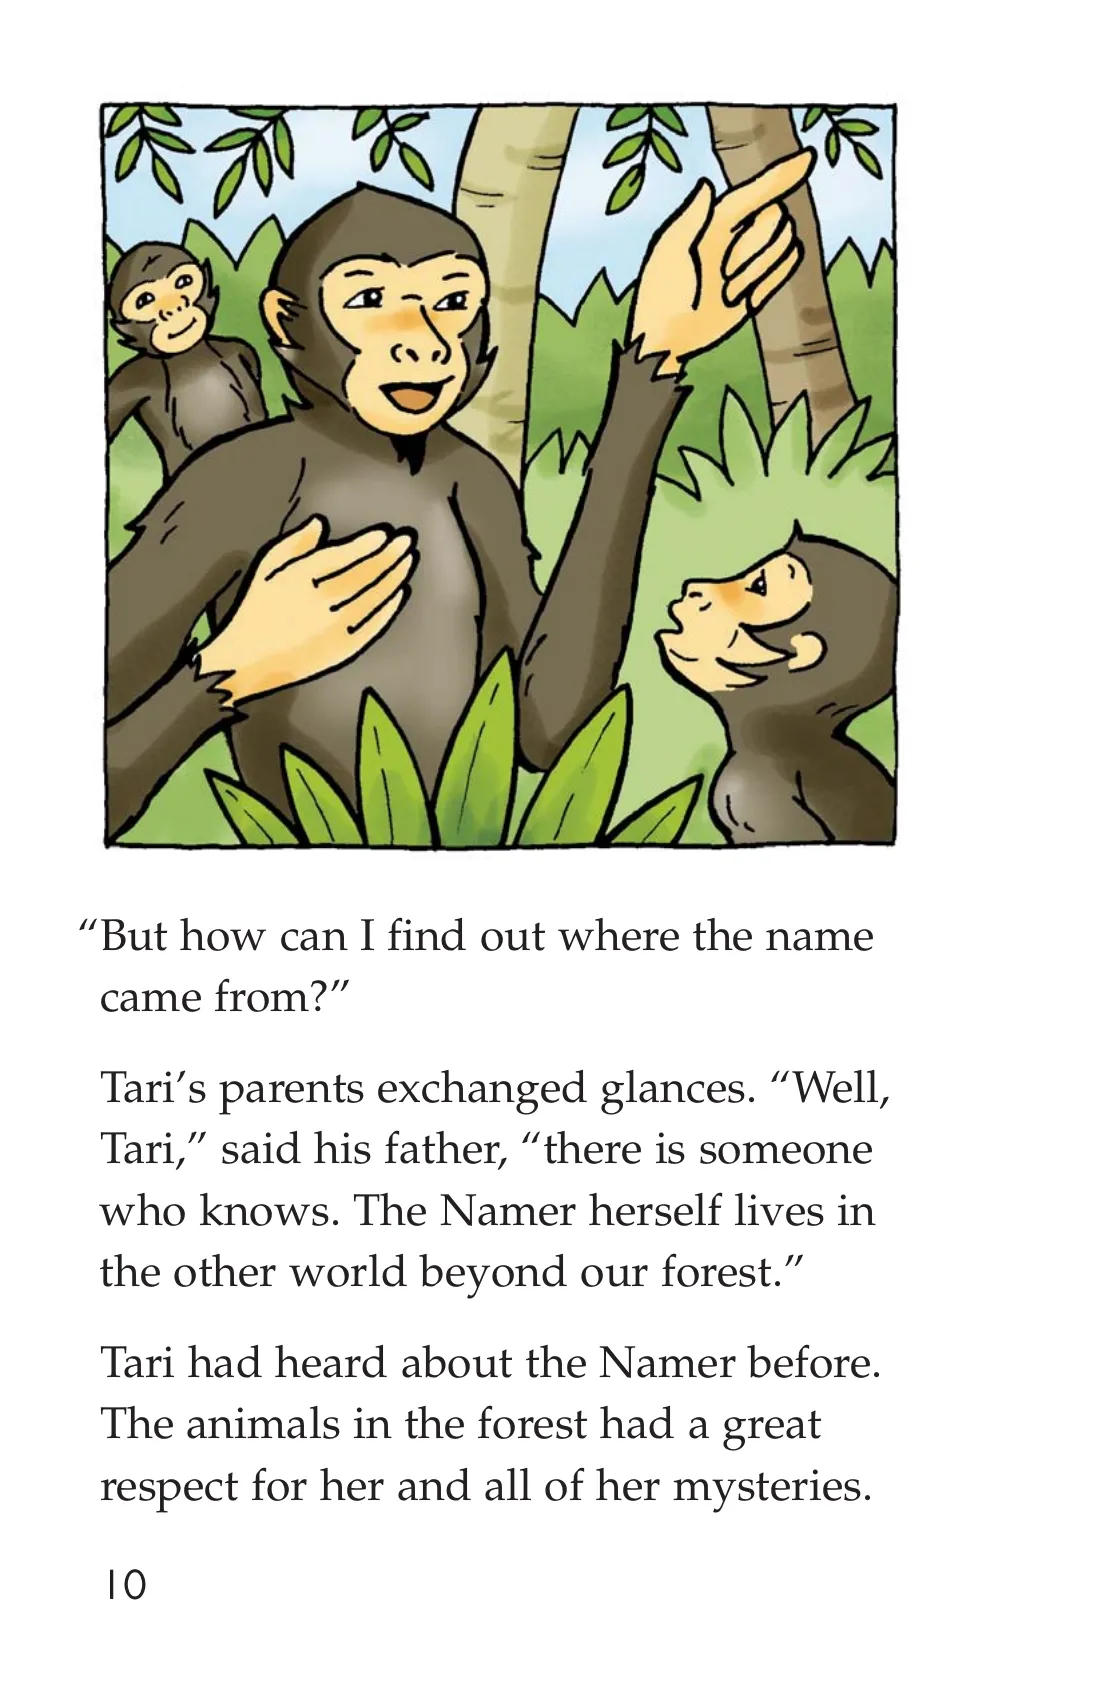 “But how can I find out where the name
came from?”
Tari’s parents exchanged glances. “Well,
Tari,” said his father, “there is someone
who knows. The Namer herself lives in
the other world beyond our forest.”
Tari had heard about the Namer before.
The animals in the forest had a great
respect for her and all of her mysteries.
10